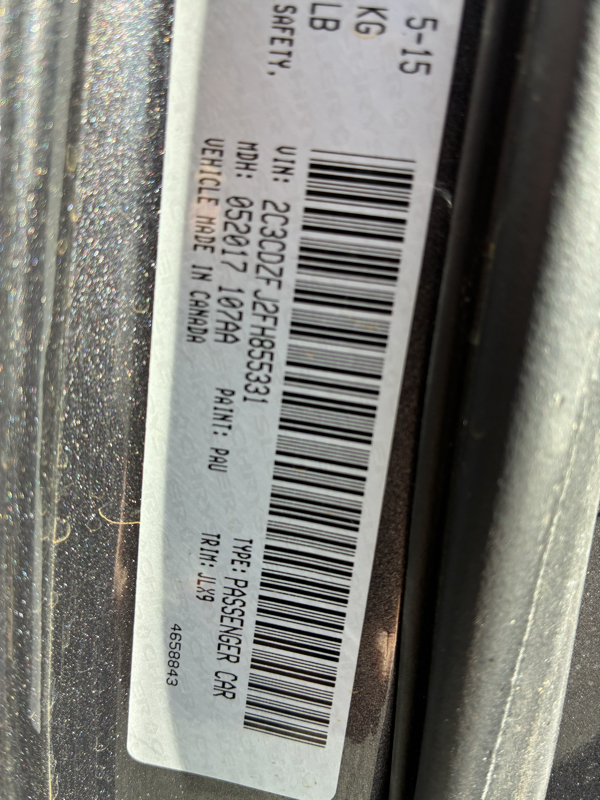 5-15
KG
LB
SAFETY,
VIN: 2C3CDZFJ2FH855331 TYPE: PASSENGER CAR
MDH: 052017 107AA PAINT: PAU TRIM: JLX9
VEHICLE MADE IN CANADA
4658843